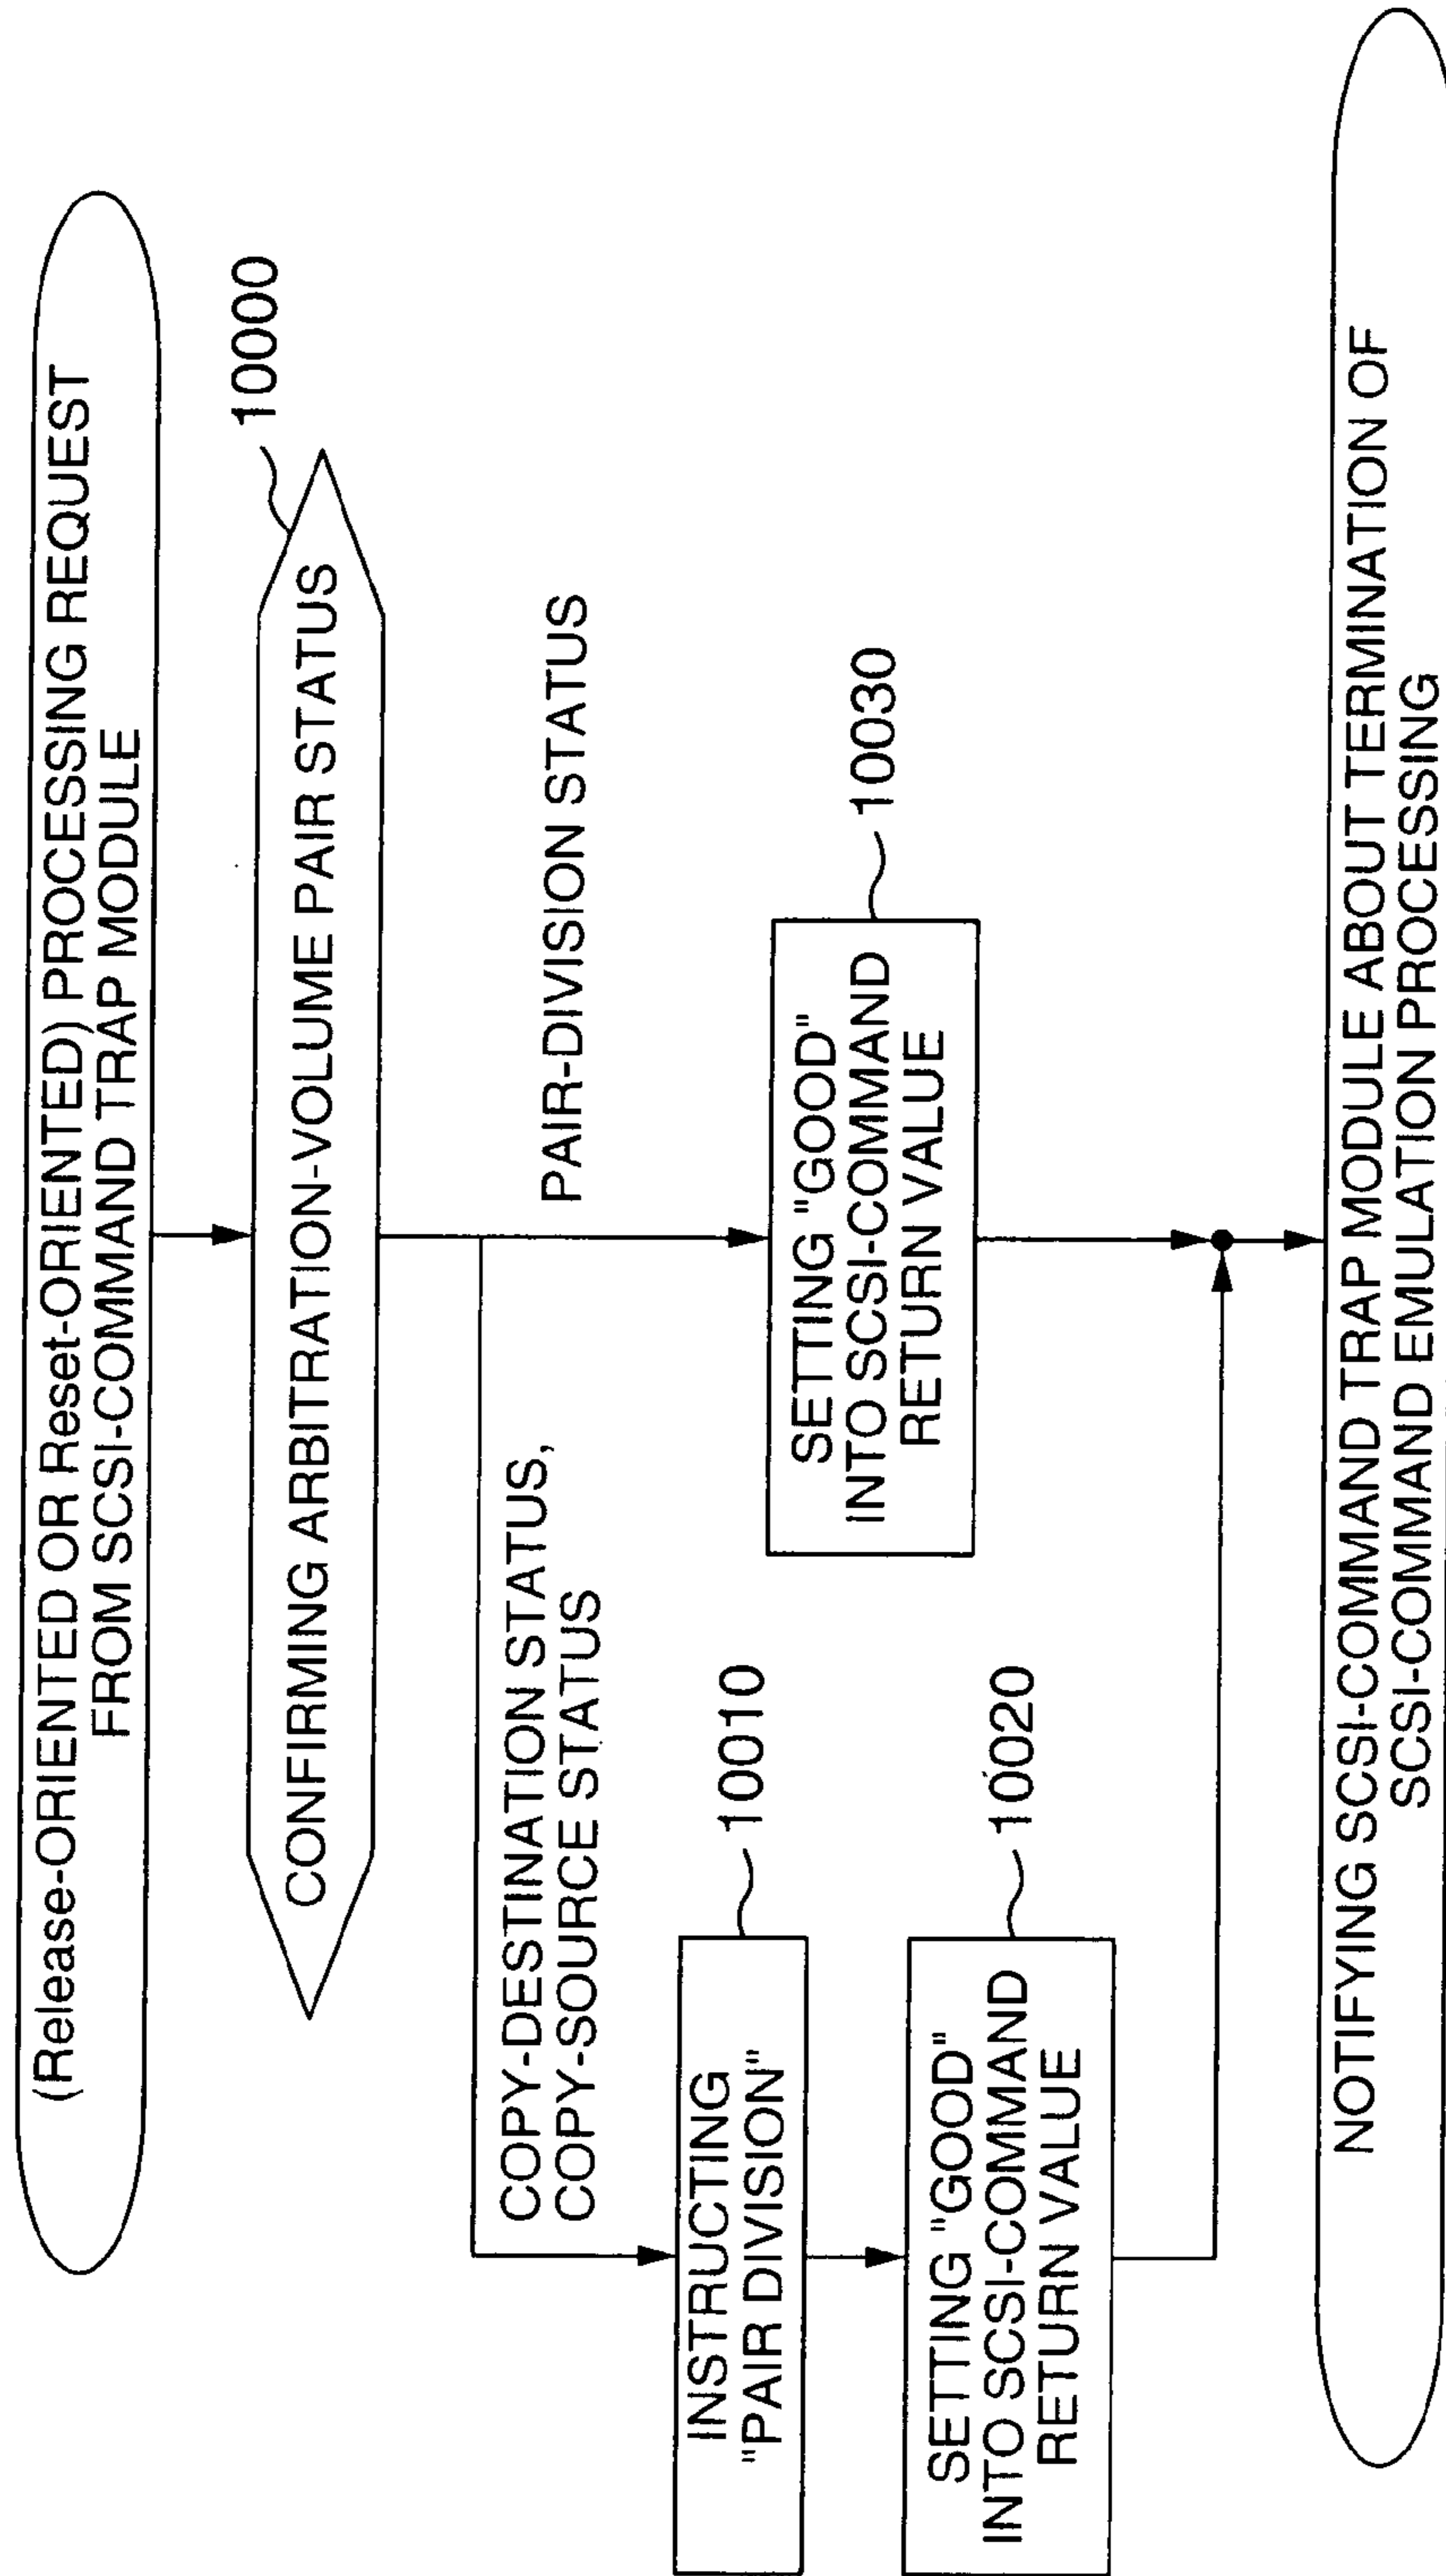 (Release-ORIENTED OR Reset-ORIENTED) PROCESSING REQUEST
FROM SCSI-COMMAND TRAP MODULE
10000
CONFIRMING ARBITRATION-VOLUME PAIR STATUS
COPY-DESTINATION STATUS,
COPY-SOURCE STATUS
PAIR-DIVISION STATUS
INSTRUCTING
"PAIR DIVISION"
10010
SETTING "GOOD"
INTO SCSI-COMMAND
RETURN VALUE
10030
SETTING "GOOD"
INTO SCSI-COMMAND
RETURN VALUE
10020
NOTIFYING SCSI-COMMAND TRAP MODULE ABOUT TERMINATION OF
SCSI-COMMAND EMULATION PROCESSING